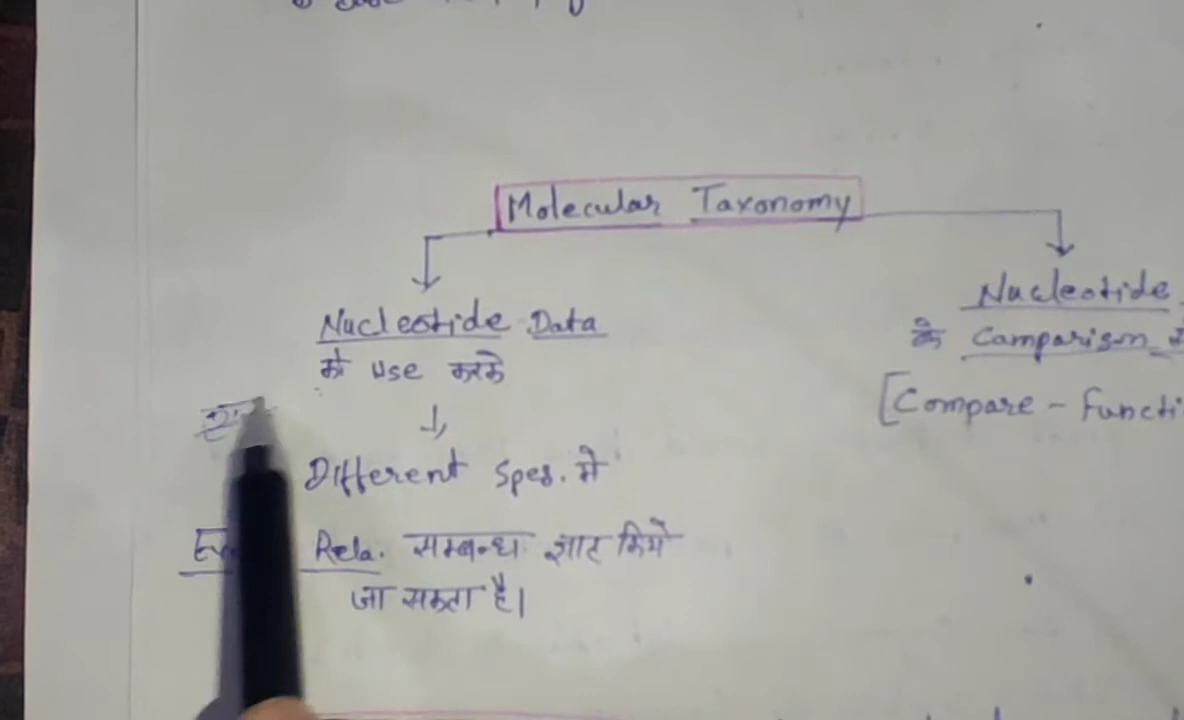 Molecular Taxonomy
Nucleotide Data
को use करके
Different Spes. में
Rela. सम्बन्ध ज्ञात किये
जा सकता है।
Nucleotide
के Comparison
[Compare - Functi